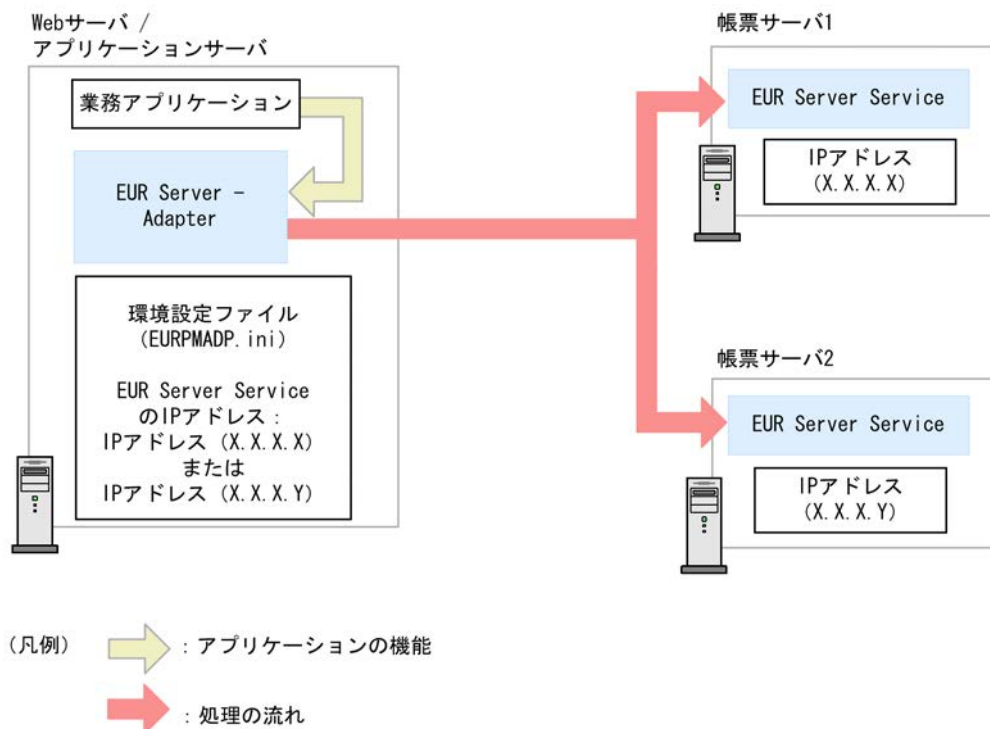 Webサーバ /
アプリケーションサーバ
業務アプリケーション
EUR Server −
Adapter
環境設定ファイル
(EURPMADP.ini)
EUR Server Service
のIPアドレス：
IPアドレス (X.X.X.X)
または
IPアドレス (X.X.X.Y)
帳票サーバ1
EUR Server Service
IPアドレス
(X.X.X.X)
帳票サーバ2
EUR Server Service
IPアドレス
(X.X.X.Y)
(凡例)
：アプリケーションの機能
：処理の流れ